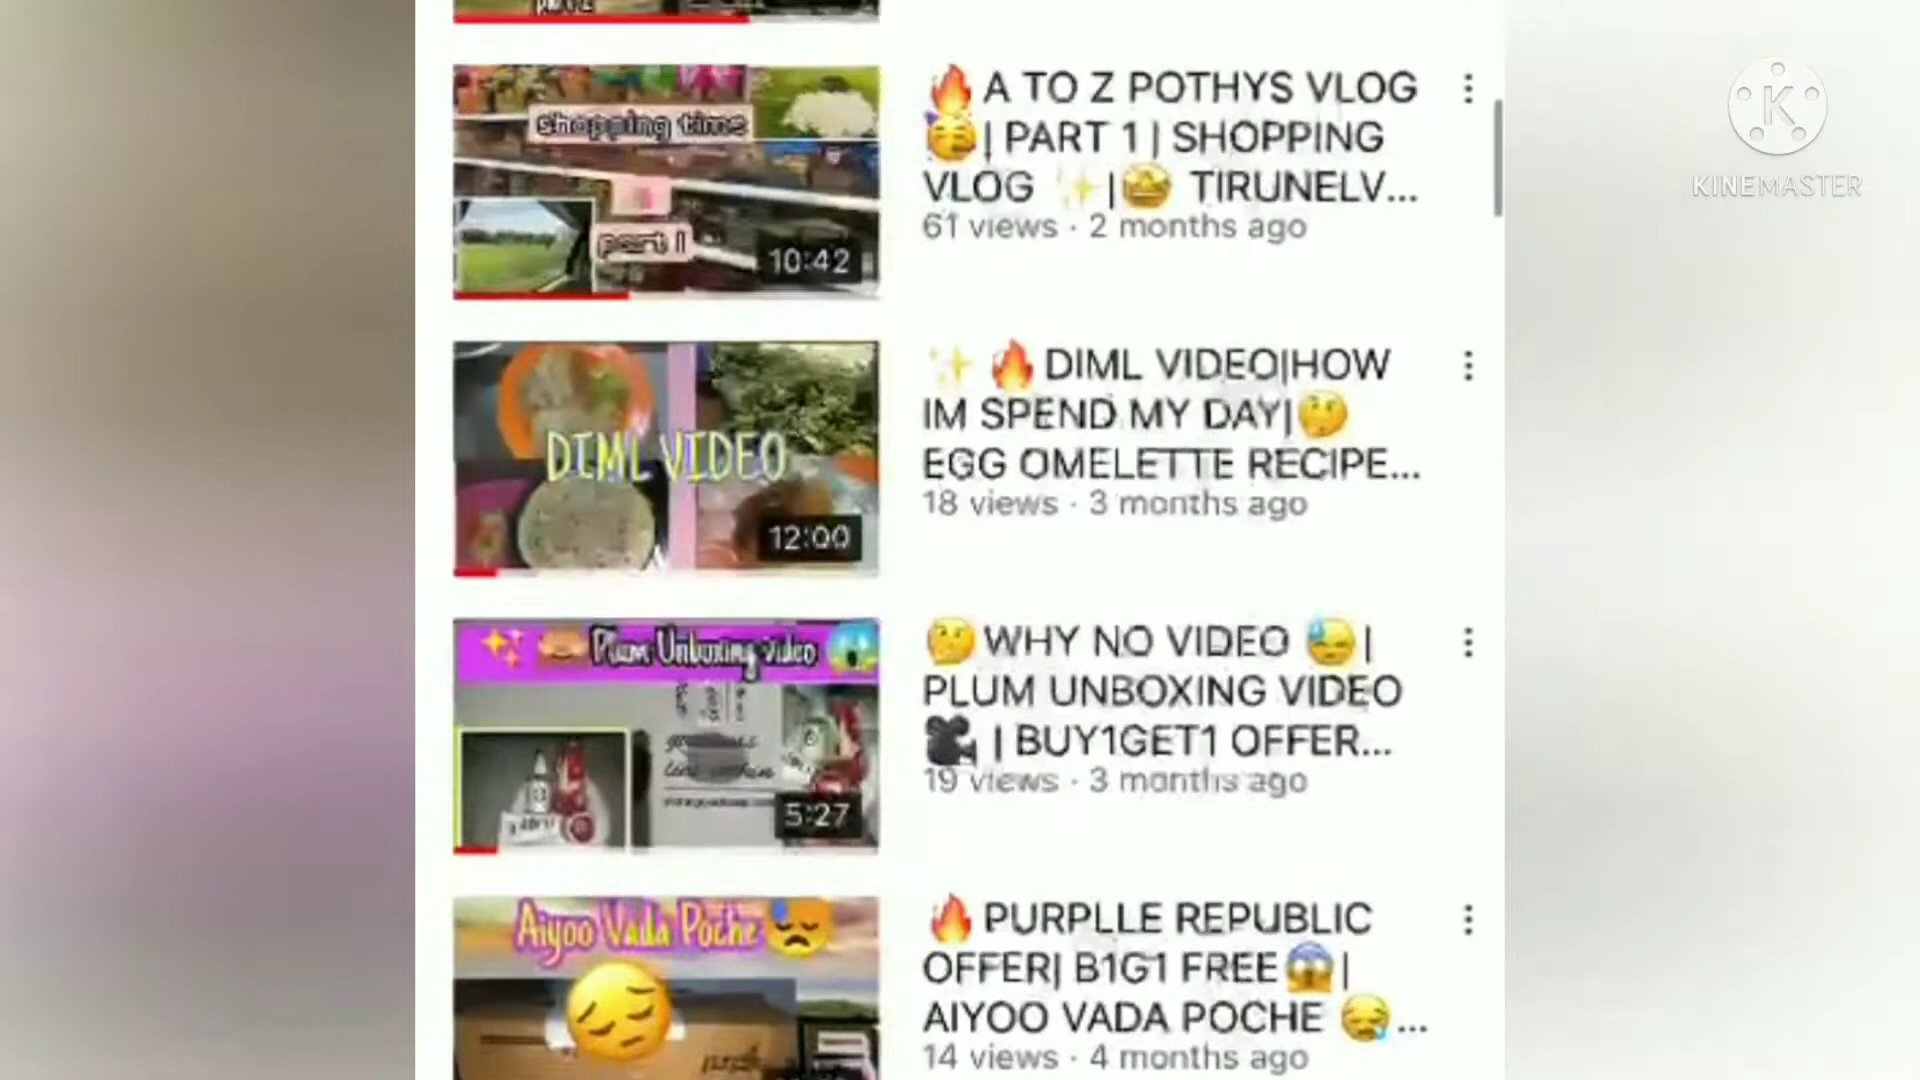 shopping time
part 1
10:42
🔥A TO Z POTHYS VLOG
🥳| PART 1 | SHOPPING
VLOG ✨|🤩 TIRUNELV...
61 views · 2 months ago
DIML VIDEO
12:00
✨ 🔥DIML VIDEO|HOW
IM SPEND MY DAY|🤔
EGG OMELETTE RECIPE...
18 views · 3 months ago
Plum Unboxing video
5:27
🤔WHY NO VIDEO 😓|
PLUM UNBOXING VIDEO
🎥 | BUY1GET1 OFFER...
19 views · 3 months ago
Aiyoo Vada Poche
🔥PURPLLE REPUBLIC
OFFER| B1G1 FREE😱|
AIYOO VADA POCHE 😪...
14 views · 4 months ago
K
KINEMASTER